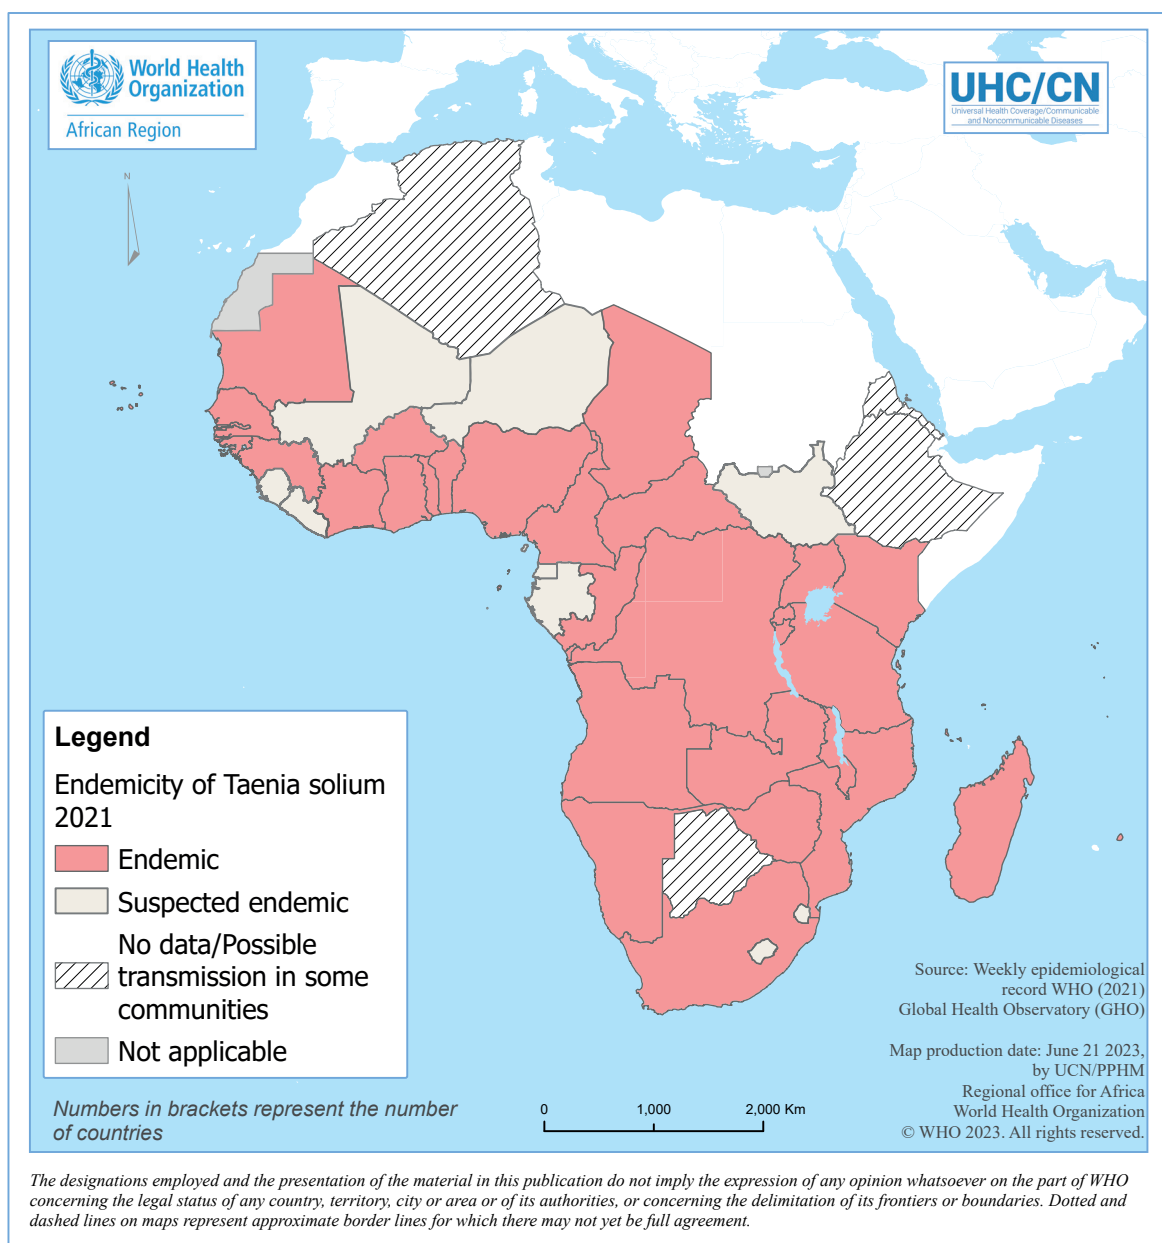 World Health
Organization
African Region
UHC/CN
Universal Health Coverage/Communicable
and Noncommunicable Diseases
N
Legend
Endemicity of Taenia solium
2021
Endemic
Suspected endemic
No data/Possible
transmission in some
communities
Not applicable
Numbers in brackets represent the number
of countries
0 1,000 2,000 Km
Source: Weekly epidemiological
record WHO (2021)
Global Health Observatory (GHO)
Map production date: June 21 2023,
by UCN/PPHM
Regional office for Africa
World Health Organization
© WHO 2023. All rights reserved.
The designations employed and the presentation of the material in this publication do not imply the expression of any opinion whatsoever on the part of WHO
concerning the legal status of any country, territory, city or area or of its authorities, or concerning the delimitation of its frontiers or boundaries. Dotted and
dashed lines on maps represent approximate border lines for which there may not yet be full agreement.